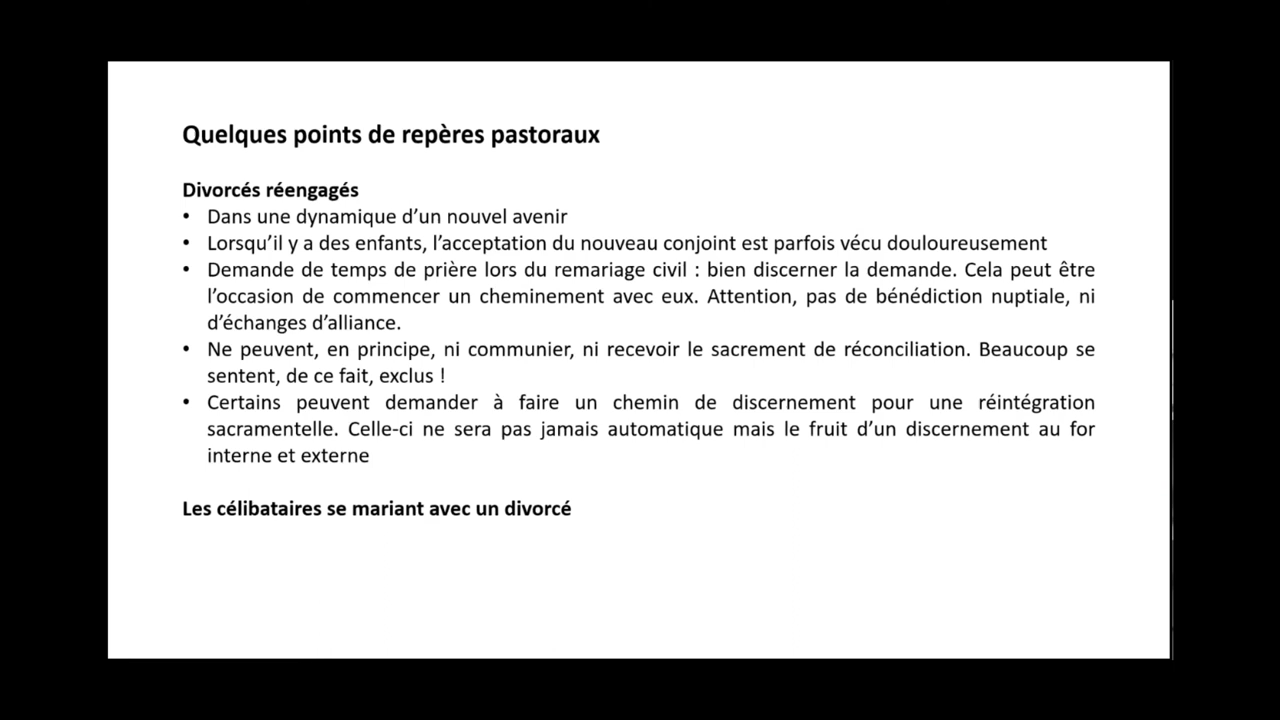 Quelques points de repères pastoraux
Divorcés réengagés
• Dans une dynamique d’un nouvel avenir
• Lorsqu’il y a des enfants, l’acceptation du nouveau conjoint est parfois vécu douloureusement
• Demande de temps de prière lors du remariage civil : bien discerner la demande. Cela peut être
l’occasion de commencer un cheminement avec eux. Attention, pas de bénédiction nuptiale, ni
d’échanges d’alliance.
• Ne peuvent, en principe, ni communier, ni recevoir le sacrement de réconciliation. Beaucoup se
sentent, de ce fait, exclus !
• Certains peuvent demander à faire un chemin de discernement pour une réintégration
sacramentelle. Celle-ci ne sera pas jamais automatique mais le fruit d’un discernement au for
interne et externe
Les célibataires se mariant avec un divorcé